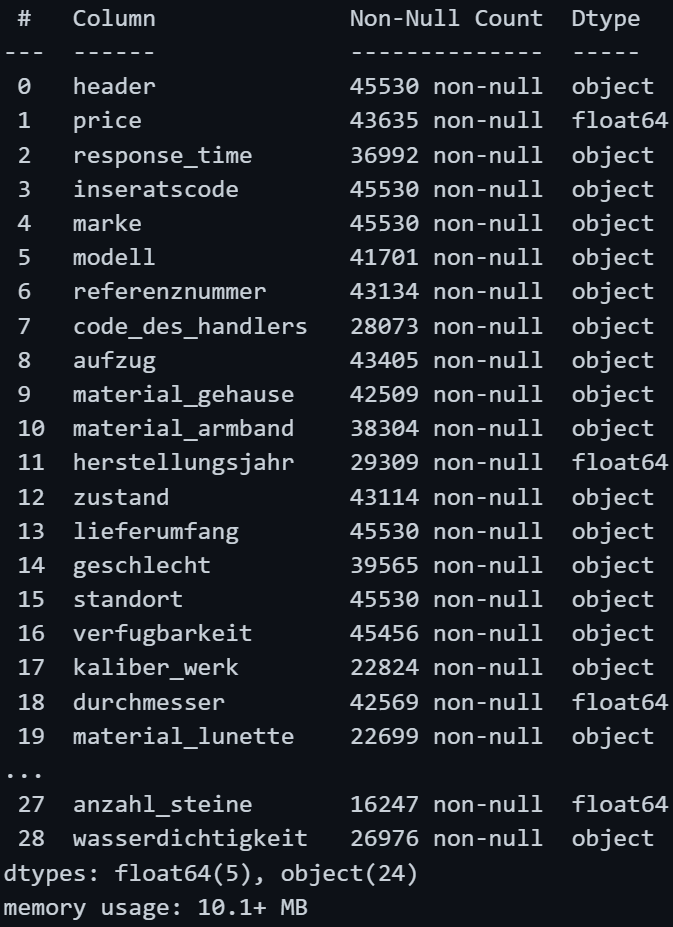 #   Column             Non-Null Count  Dtype
---  ------             --------------  -----
0   header             45530 non-null  object
1   price              43635 non-null  float64
2   response_time      36992 non-null  object
3   inseratscode       45530 non-null  object
4   marke              45530 non-null  object
5   modell             41701 non-null  object
6   referenznummer     43134 non-null  object
7   code_des_handlers  28073 non-null  object
8   aufzug             43405 non-null  object
9   material_gehause   42509 non-null  object
10  material_armband   38304 non-null  object
11  herstellungsjahr   29309 non-null  float64
12  zustand            43114 non-null  object
13  lieferumfang       45530 non-null  object
14  geschlecht         39565 non-null  object
15  standort           45530 non-null  object
16  verfugbarkeit      45456 non-null  object
17  kaliber_werk       22824 non-null  object
18  durchmesser        42569 non-null  float64
19  material_lunette   22699 non-null  object
...
27  anzahl_steine      16247 non-null  float64
28  wasserdichtigkeit  26976 non-null  object
dtypes: float64(5), object(24)
memory usage: 10.1+ MB